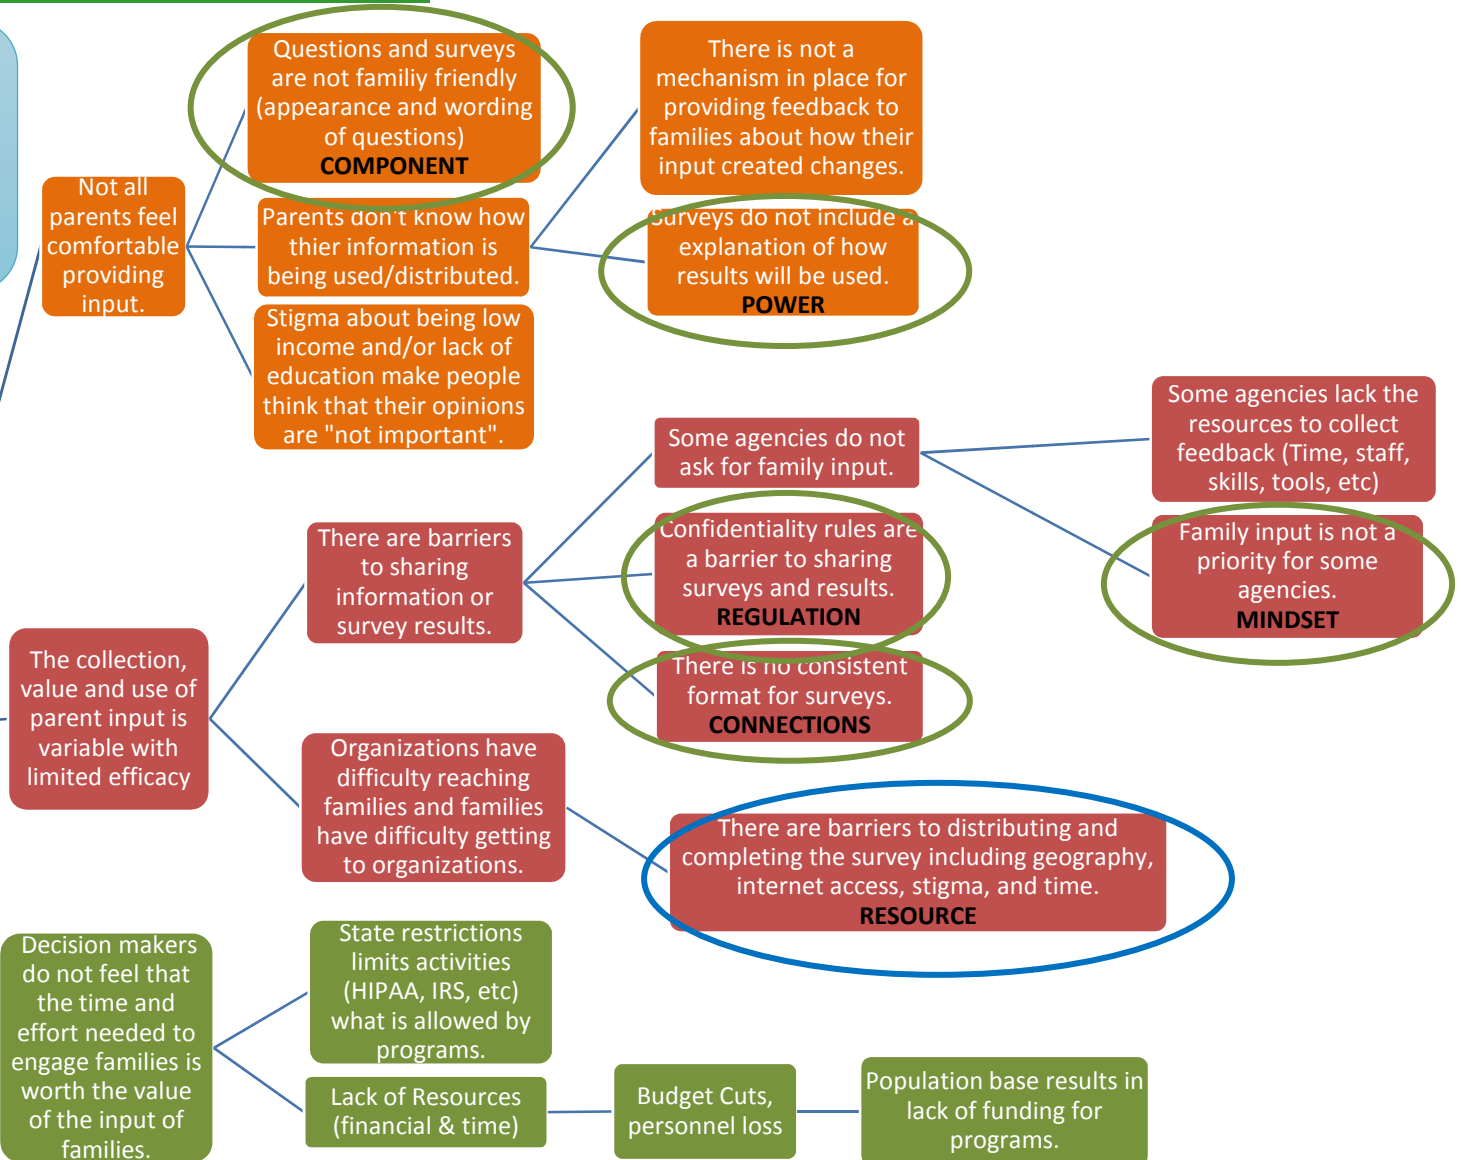 Questions and surveys
are not familiy friendly
(appearance and wording
of questions)
COMPONENT
There is not a
mechanism in place for
providing feedback to
families about how their
input created changes.
Not all
parents feel
comfortable
providing
input.
Parents don't know how
thier information is
being used/distributed.
Surveys do not include a
explanation of how
results will be used.
POWER
Stigma about being low
income and/or lack of
education make people
think that their opinions
are "not important".
Some agencies do not
ask for family input.
Some agencies lack the
resources to collect
feedback (Time, staff,
skills, tools, etc)
There are barriers
to sharing
information or
survey results.
Confidentiality rules are
a barrier to sharing
surveys and results.
REGULATION
Family input is not a
priority for some
agencies.
MINDSET
The collection,
value and use of
parent input is
variable with
limited efficacy
There is no consistent
format for surveys.
CONNECTIONS
Organizations have
difficulty reaching
families and families
have difficulty getting
to organizations.
There are barriers to distributing and
completing the survey including geography,
internet access, stigma, and time.
RESOURCE
Decision makers
do not feel that
the time and
effort needed to
engage families is
worth the value
of the input of
families.
State restrictions
limits activities
(HIPAA, IRS, etc)
what is allowed by
programs.
Lack of Resources
(financial & time)
Budget Cuts,
personnel loss
Population base results in
lack of funding for
programs.